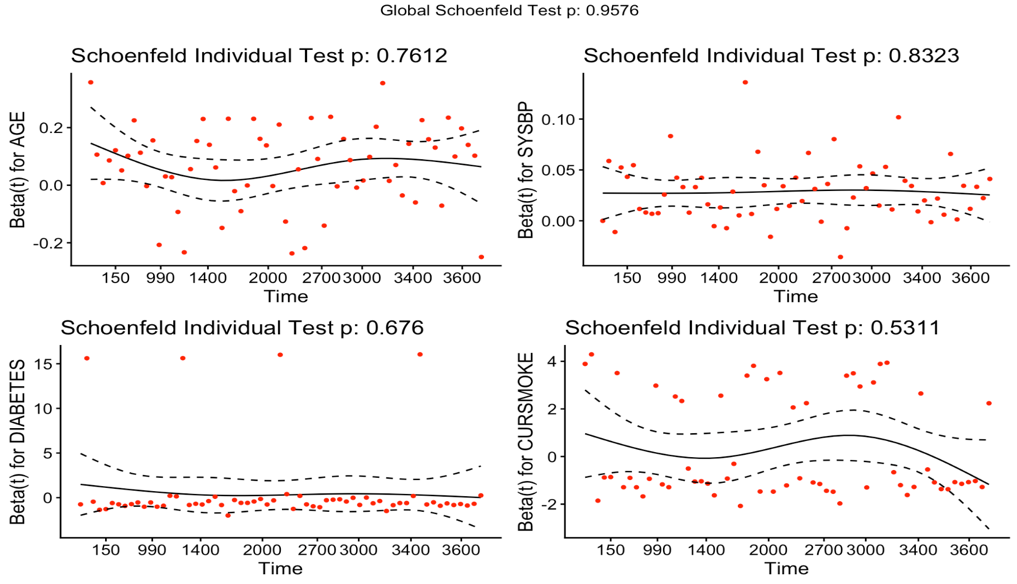 Global Schoenfeld Test p: 0.9576
Schoenfeld Individual Test p: 0.7612
Beta(t) for AGE
0.2
0.0
-0.2
150 990 1400 2000 2700 3000 3400 3600
Time
Schoenfeld Individual Test p: 0.8323
Beta(t) for SYSBP
0.10
0.05
0.00
150 990 1400 2000 2700 3000 3400 3600
Time
Schoenfeld Individual Test p: 0.676
Beta(t) for DIABETES
15
10
5
0
150 990 1400 2000 2700 3000 3400 3600
Time
Schoenfeld Individual Test p: 0.5311
Beta(t) for CURSMOKE
4
2
0
-2
150 990 1400 2000 2700 3000 3400 3600
Time